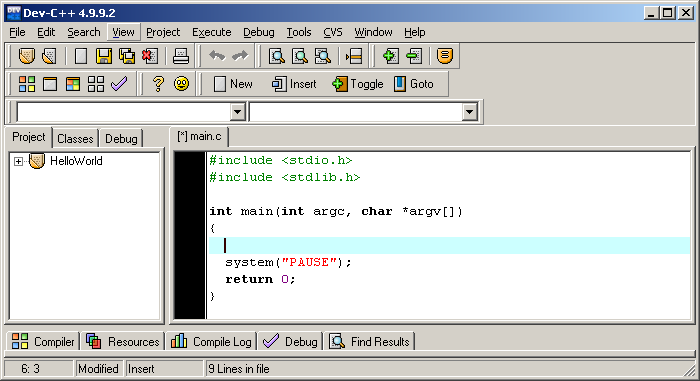 Dev-C++ 4.9.9.2
File Edit Search View Project Execute Debug Tools CVS Window Help
New Insert Toggle Goto
Project Classes Debug
[*] main.c
HelloWorld
#include <stdio.h>
#include <stdlib.h>
int main(int argc, char *argv[])
{
system("PAUSE");
return 0;
}
Compiler Resources Compile Log Debug Find Results
6: 3 Modified Insert 9 Lines in file